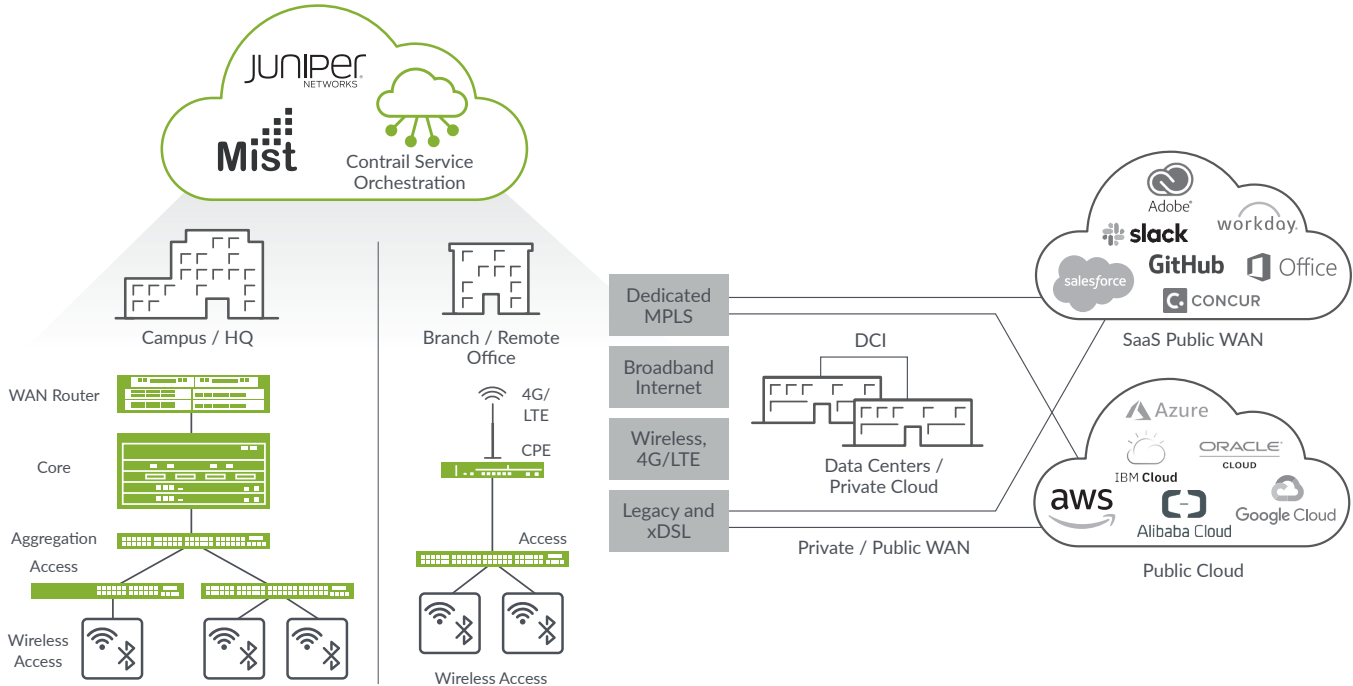 JUNIPER
NETWORKS
Mist
Contrail Service
Orchestration
Campus / HQ
WAN Router
Core
Aggregation
Access
Wireless
Access
Branch / Remote
Office
4G/
LTE
CPE
Access
Wireless Access
Dedicated
MPLS
Broadband
Internet
Wireless,
4G/LTE
Legacy and
xDSL
DCI
Data Centers /
Private Cloud
Private / Public WAN
Adobe
workday.
slack
GitHub
Office
salesforce
C. CONCUR
SaaS Public WAN
Azure
ORACLE
CLOUD
IBM Cloud
aws
Alibaba Cloud
Google Cloud
Public Cloud